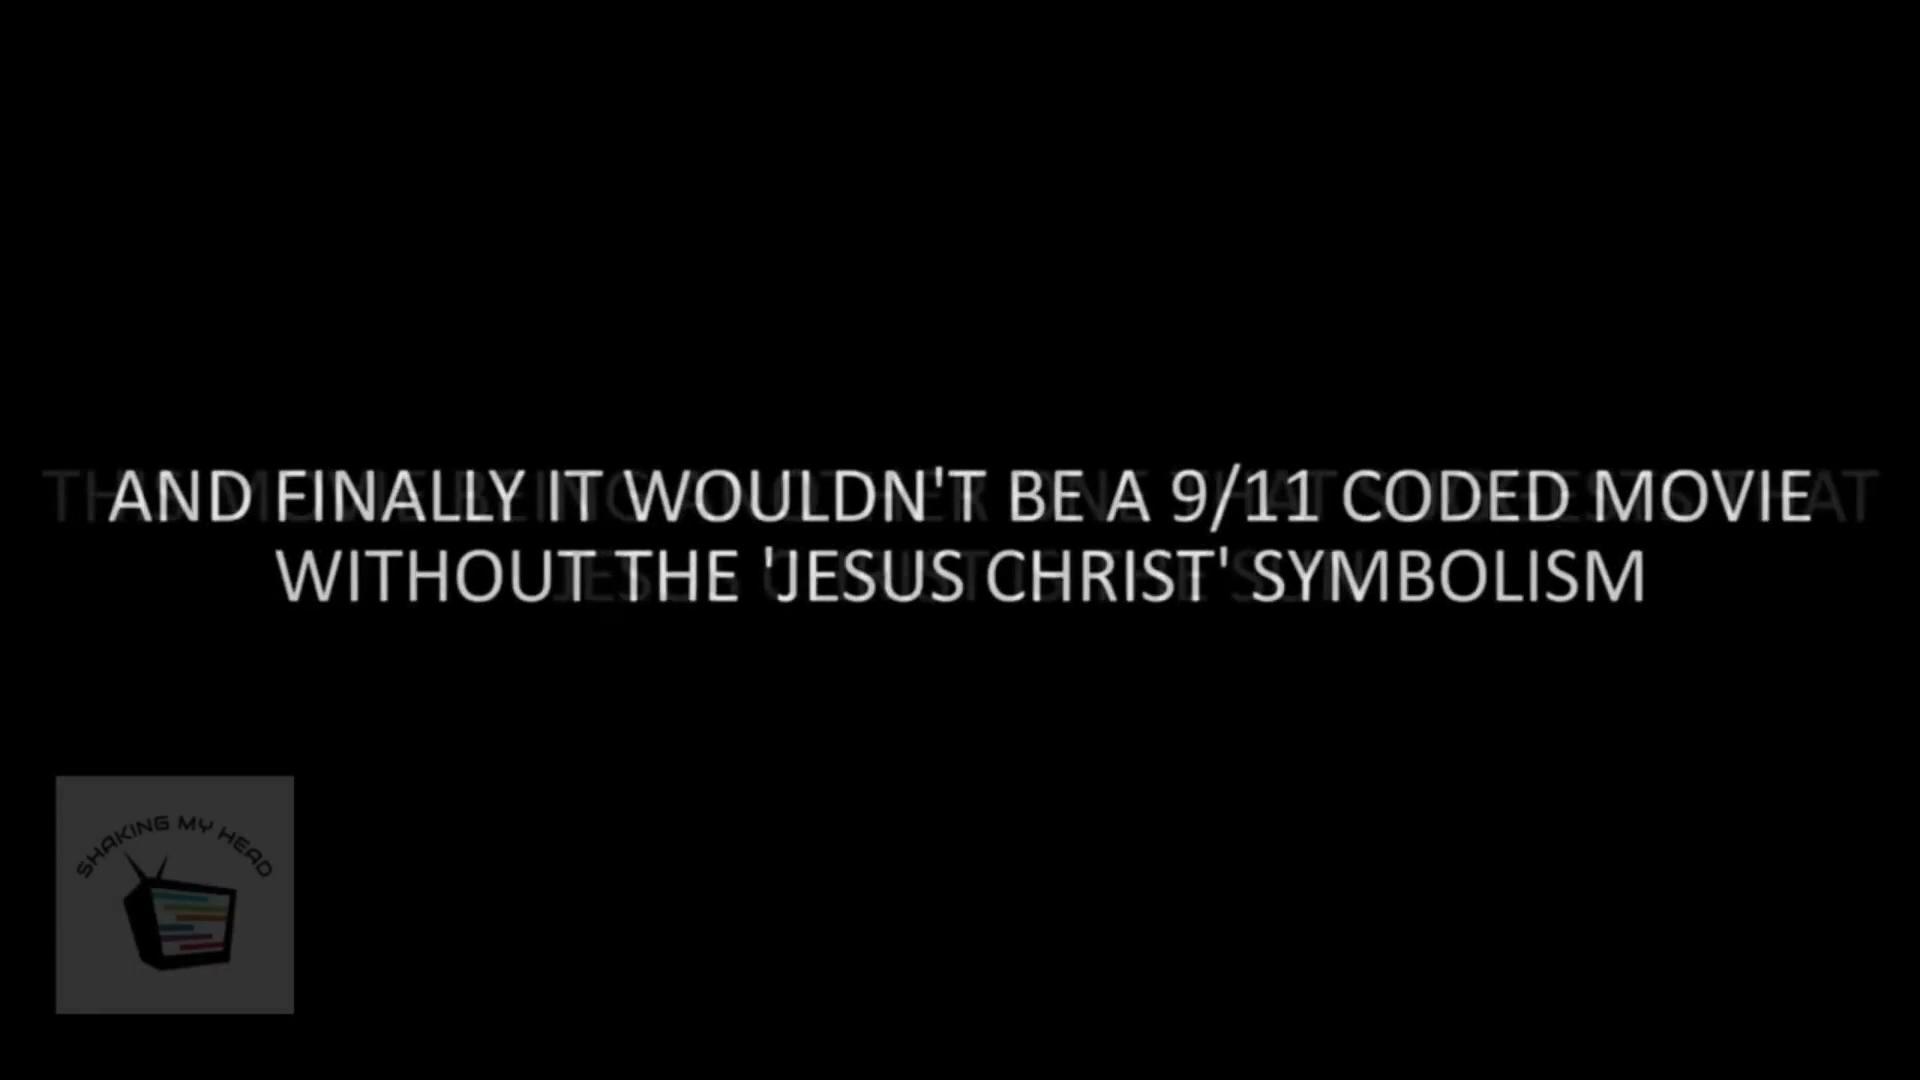 AND FINALLY IT WOULDN'T BE A 9/11 CODED MOVIE
WITHOUT THE 'JESUS CHRIST' SYMBOLISM
SHAKING MY HEAD